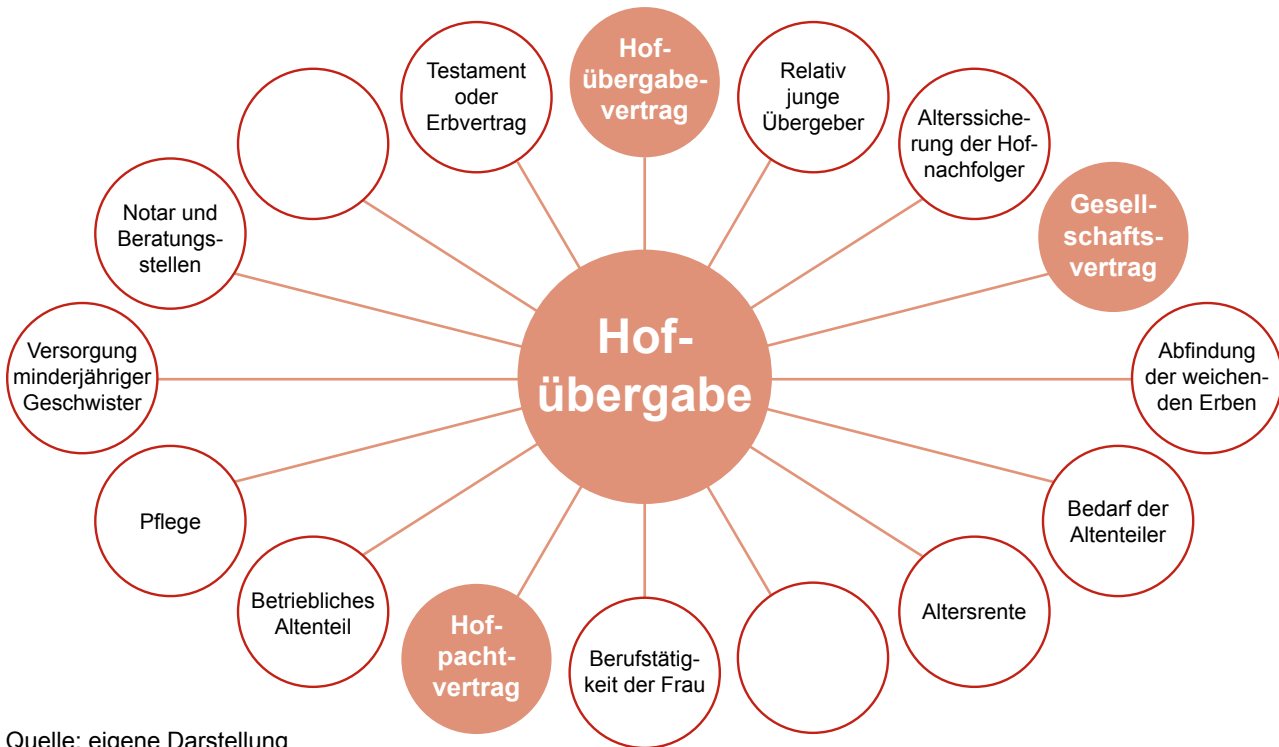 Hof-
übergabe-
vertrag
Testament
oder
Erbvertrag
Relativ
junge
Übergeber
Alterssiche-
rung der Hof-
nachfolger
Notar und
Beratungs-
stellen
Gesell-
schafts-
vertrag
Hof-
übergabe
Versorgung
minderjähriger
Geschwister
Abfindung
der weichen-
den Erben
Pflege
Bedarf der
Altenteiler
Betriebliches
Altenteil
Altersrente
Hof-
pacht-
vertrag
Berufstätig-
keit der Frau
Quelle: eigene Darstellung